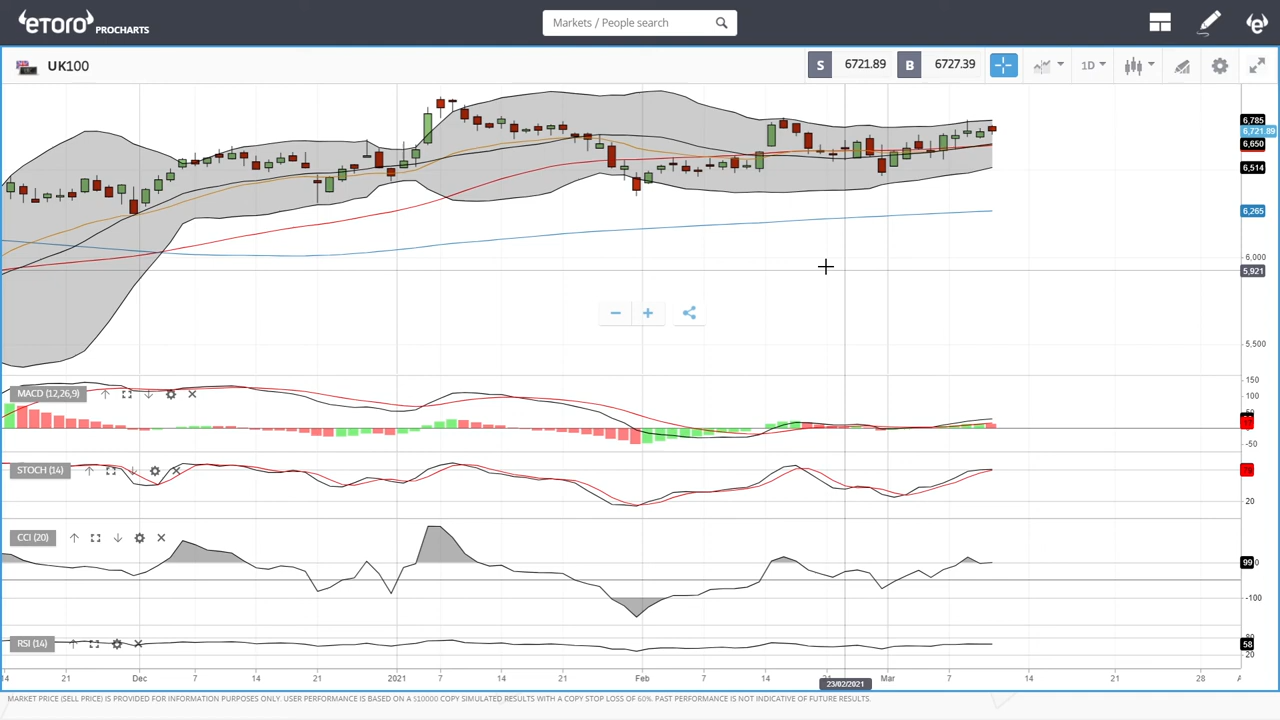 eToro PROCHARTS
Markets / People search
UK100
S 6721.89 B 6727.39 1D
6,785
6,721.89
6,650
6,514
6,265
6,000
5,921
5,500
MACD (12,26,9)
150
100
-50
STOCH (14)
20
CCI (20)
99
-100
RSI (14)
80
58
20
14 21 Dec 7 14 21 2021 7 14 21 Feb 7 14 Mar 7 14 21 28
23/02/2021
MARKET PRICE (SELL PRICE) IS PROVIDED FOR INFORMATION PURPOSES ONLY. USER PERFORMANCE IS BASED ON A $10000 COPY SIMULATED RESULTS WITH A COPY STOP LOSS OF 60%. PAST PERFORMANCE IS NOT INDICATIVE OF FUTURE RESULTS.